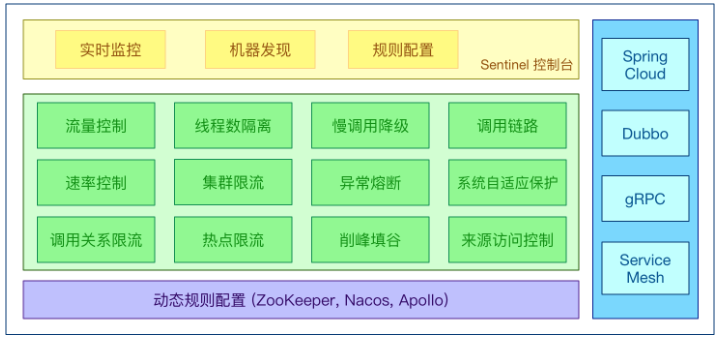 实时监控
机器发现
规则配置
Sentinel 控制台
流量控制
线程数隔离
慢调用降级
调用链路
速率控制
集群限流
异常熔断
系统自适应保护
调用关系限流
热点限流
削峰填谷
来源访问控制
动态规则配置 (ZooKeeper, Nacos, Apollo)
Spring
Cloud
Dubbo
gRPC
Service
Mesh